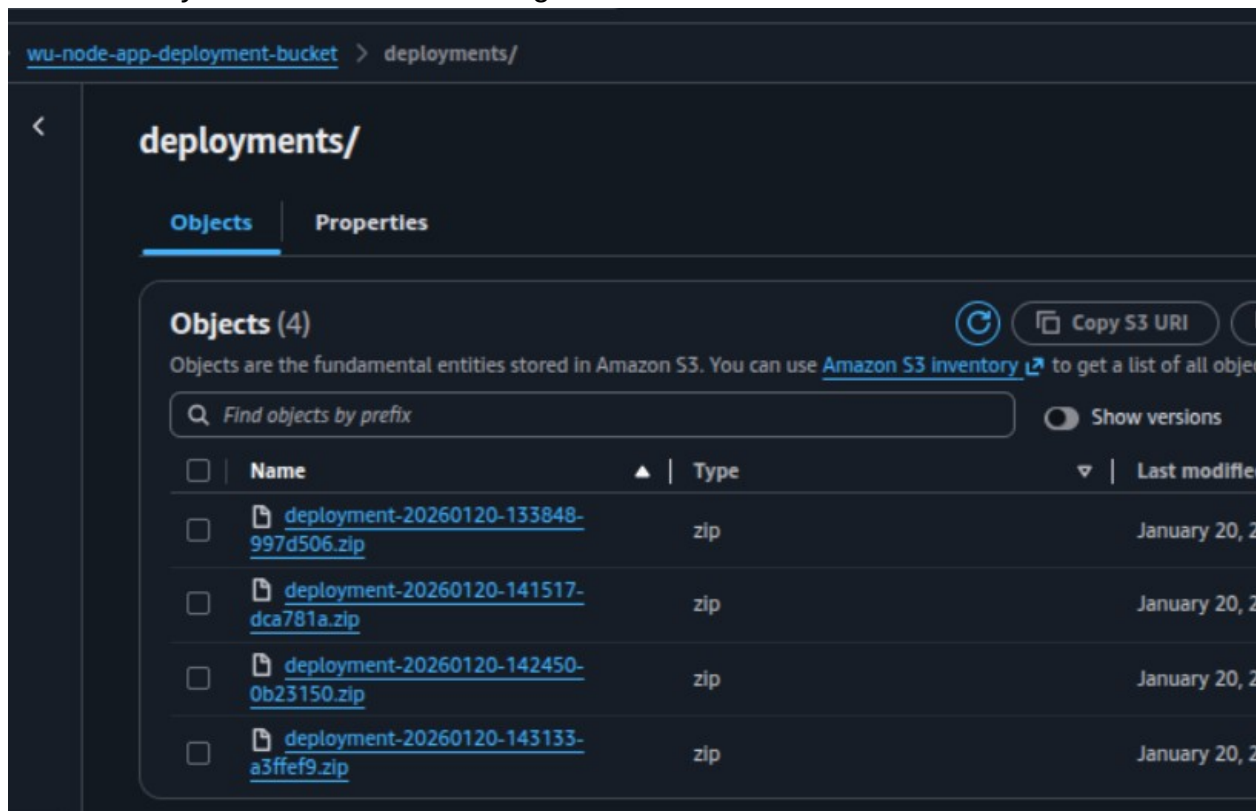 wu-node-app-deployment-bucket > deployments/
deployments/
Objects Properties
Objects (4)
Copy S3 URI
Objects are the fundamental entities stored in Amazon S3. You can use Amazon S3 inventory to get a list of all objec
Find objects by prefix
Show versions
Name Type Last modified
deployment-20260120-133848-
997d506.zip
zip January 20, 2
deployment-20260120-141517-
dca781a.zip
zip January 20, 2
deployment-20260120-142450-
0b23150.zip
zip January 20, 2
deployment-20260120-143133-
a3ffef9.zip
zip January 20, 2